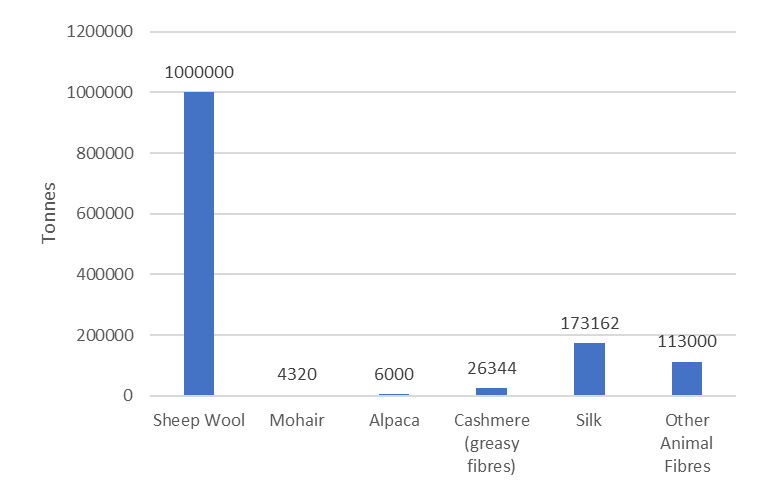 1200000
1000000
800000
600000
400000
200000
0
Tonnes
1000000
4320
6000
26344
173162
113000
Sheep Wool
Mohair
Alpaca
Cashmere
(greasy
fibres)
Silk
Other
Animal
Fibres